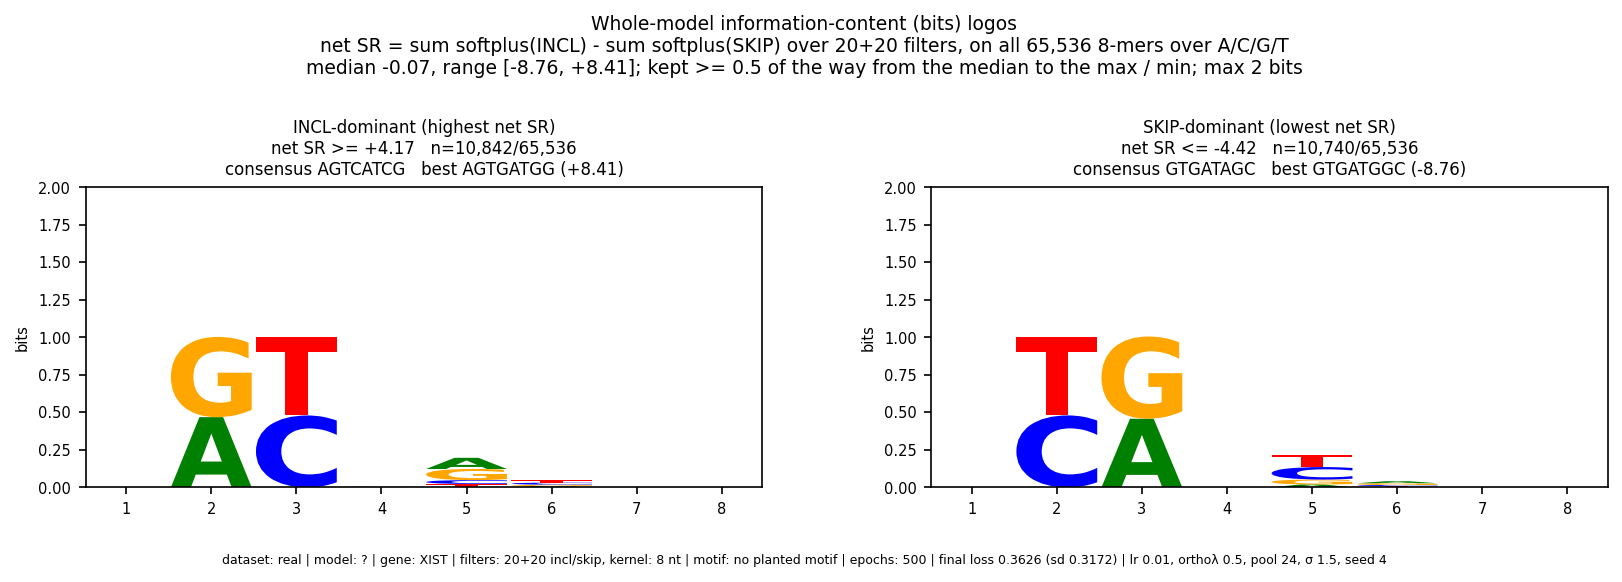 Whole-model information-content (bits) logos
net SR = sum softplus(INCL) - sum softplus(SKIP) over 20+20 filters, on all 65,536 8-mers over A/C/G/T
median -0.07, range [-8.76, +8.41]; kept >= 0.5 of the way from the median to the max / min; max 2 bits
INCL-dominant (highest net SR)
net SR >= +4.17 n=10,842/65,536
consensus AGTCATCG best AGTGATGG (+8.41)
2.00
1.75
1.50
1.25
1.00
0.75
0.50
0.25
0.00
bits
G T
A C
A
G
C T
T C
1 2 3 4 5 6 7 8
SKIP-dominant (lowest net SR)
net SR <= -4.42 n=10,740/65,536
consensus GTGATAGC best GTGATGGC (-8.76)
2.00
1.75
1.50
1.25
1.00
0.75
0.50
0.25
0.00
bits
T G
C A
T
C
G A
A G
1 2 3 4 5 6 7 8
dataset: real | model: ? | gene: XIST | filters: 20+20 incl/skip, kernel: 8 nt | motif: no planted motif | epochs: 500 | final loss 0.3626 (sd 0.3172) | lr 0.01, orthoλ 0.5, pool 24, σ 1.5, seed 4